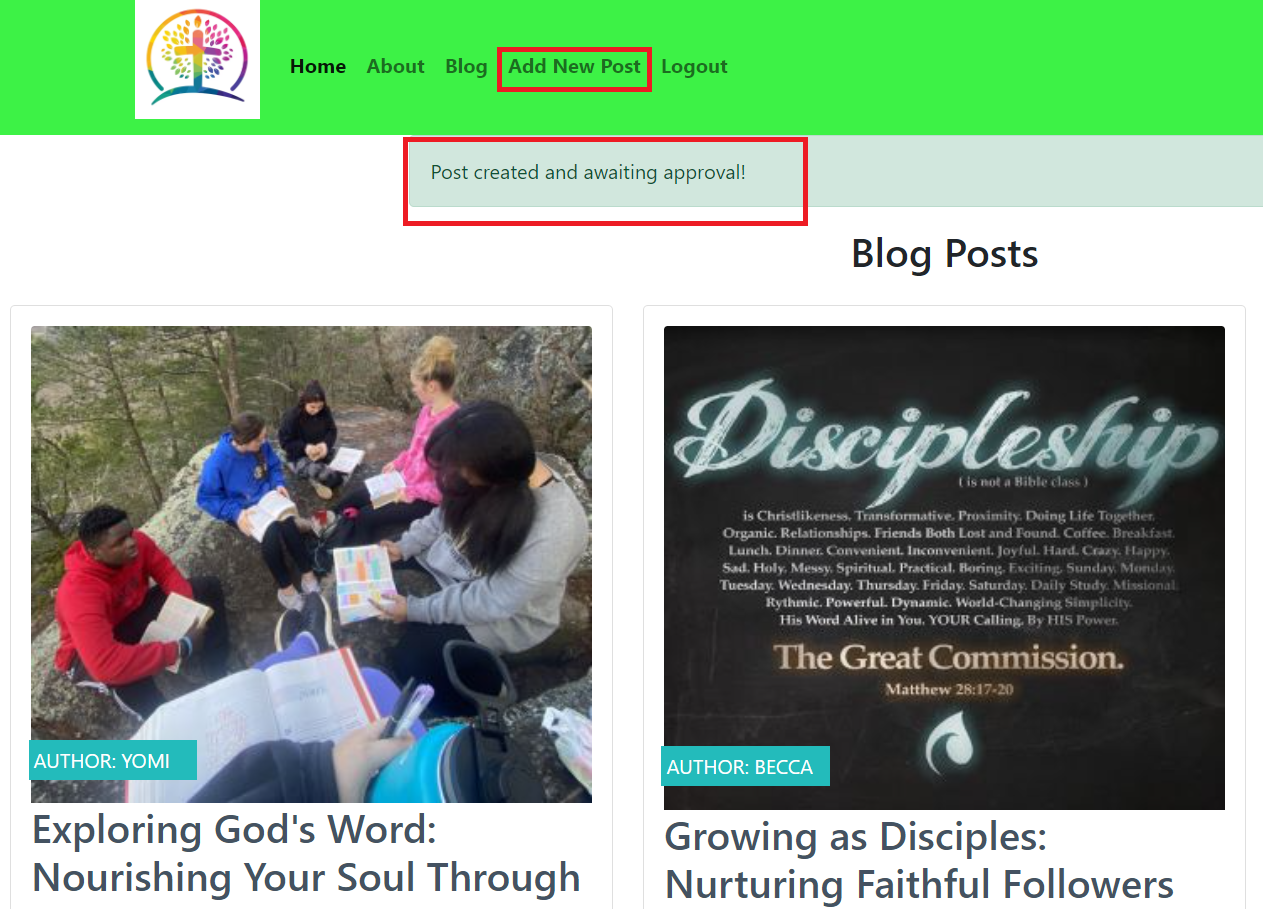 Home About Blog Add New Post Logout
Post created and awaiting approval!
Blog Posts
AUTHOR: YOMI
Exploring God's Word:
Nourishing Your Soul Through
Discipleship
( is not a Bible class )
is Christlikeness. Transformative. Proximity. Doing Life Together.
Organic. Relationships. Friends Both Lost and Found. Coffee. Breakfast.
Lunch. Dinner. Convenient. Inconvenient. Joyful. Hard. Crazy. Happy.
Sad. Holy. Messy. Spiritual. Practical. Boring. Exciting. Sunday. Monday.
Tuesday. Wednesday. Thursday. Friday. Saturday. Daily Study. Missional.
Rythmic. Powerful. Dynamic. World-Changing Simplicity.
His Word Alive in You. YOUR Calling. By HIS Power.
The Great Commission.
Matthew 28:17-20
AUTHOR: BECCA
Growing as Disciples:
Nurturing Faithful Followers